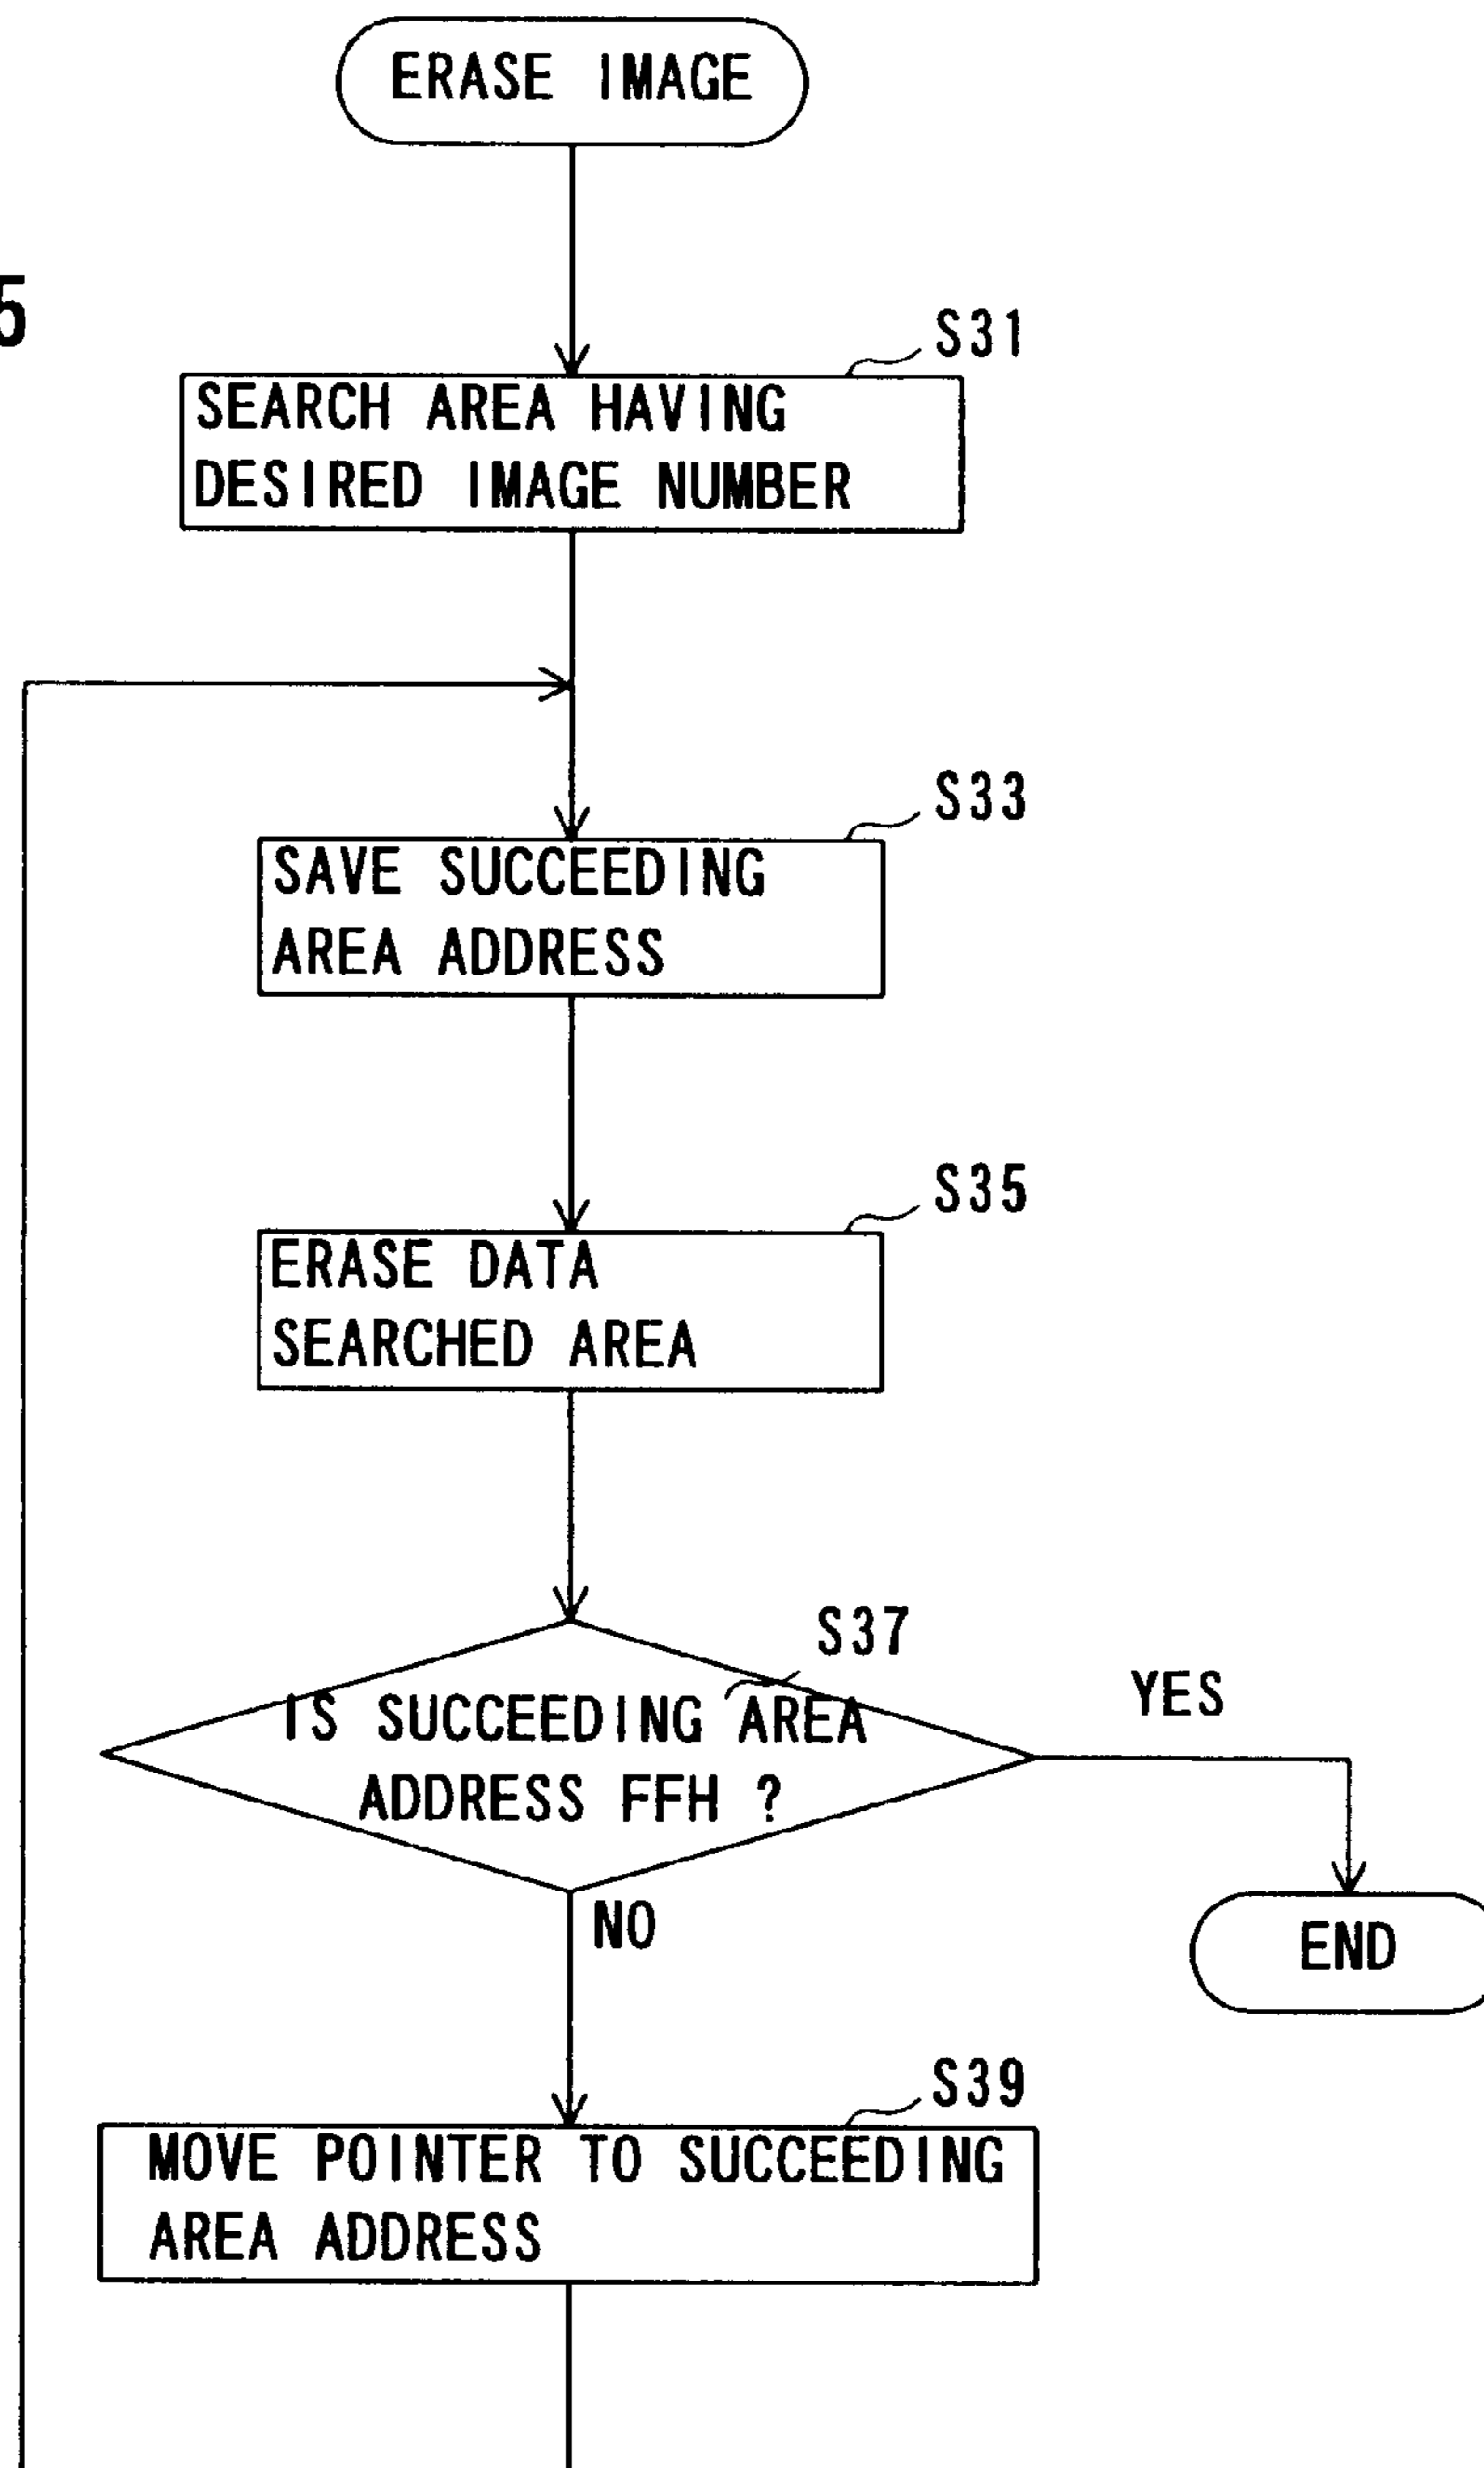 ERASE IMAGE
5
S31
SEARCH AREA HAVING
DESIRED IMAGE NUMBER
S33
SAVE SUCCEEDING
AREA ADDRESS
S35
ERASE DATA
SEARCHED AREA
S37
IS SUCCEEDING AREA
ADDRESS FFH ?
YES
NO
END
S39
MOVE POINTER TO SUCCEEDING
AREA ADDRESS